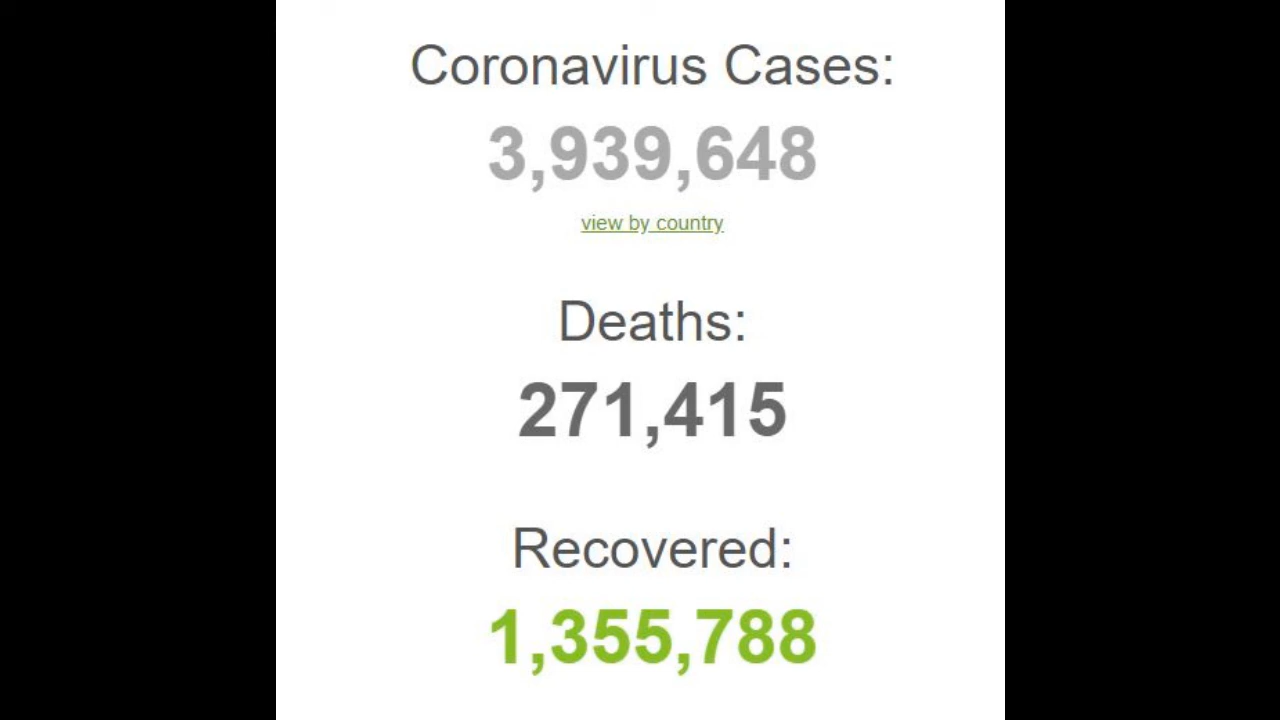 Coronavirus Cases:
3,939,648
view by country
Deaths:
271,415
Recovered:
1,355,788